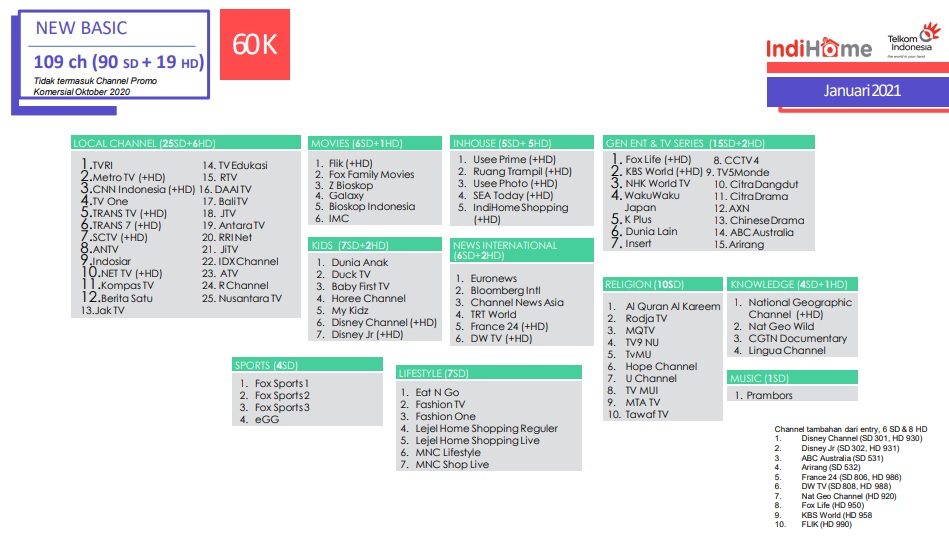 NEW BASIC
109 ch (90 SD + 19 HD)
Tidak termasuk Channel Promo
Komersial Oktober 2020
60K
IndiHome
Telkom
Indonesia
the world in your hand
Januari 2021
LOCAL CHANNEL (25SD+6HD)
1. TVRI
2. Metro TV (+HD)
3. CNN Indonesia (+HD)
4. TV One
5. TRANS TV (+HD)
6. TRANS 7 (+HD)
7. SCTV (+HD)
8. ANTV
9. Indosiar
10. NET TV (+HD)
11. Kompas TV
12. Berita Satu
13. Jak TV
14. TV Edukasi
15. RTV
16. DAAI TV
17. Bali TV
18. JTV
19. Antara TV
20. RRI Net
21. JITV
22. IDX Channel
23. ATV
24. R Channel
25. Nusantara TV
MOVIES (6SD+1HD)
1. Flik (+HD)
2. Fox Family Movies
3. Z Bioskop
4. Galaxy
5. Bioskop Indonesia
6. IMC
INHOUSE (5SD+ 5HD)
1. Usee Prime (+HD)
2. Ruang Trampil (+HD)
3. Usee Photo (+HD)
4. SEA Today (+HD)
5. IndiHome Shopping
(+HD)
GEN ENT & TV SERIES (15SD+2HD)
1. Fox Life (+HD)
2. KBS World (+HD)
3. NHK World TV
4. WakuWaku
Japan
5. K Plus
6. Dunia Lain
7. Insert
8. CCTV 4
9. TV5Monde
10. Citra Dangdut
11. Citra Drama
12. AXN
13. Chinese Drama
14. ABC Australia
15. Arirang
KIDS (7SD+2HD)
1. Dunia Anak
2. Duck TV
3. Baby First TV
4. Horee Channel
5. My Kidz
6. Disney Channel (+HD)
7. Disney Jr (+HD)
NEWS INTERNATIONAL
(6SD+2HD)
1. Euronews
2. Bloomberg Intl
3. Channel News Asia
4. TRT World
5. France 24 (+HD)
6. DW TV (+HD)
RELIGION (10SD)
1. Al Quran Al Kareem
2. Rodja TV
3. MQTV
4. TV9 NU
5. TvMU
6. Hope Channel
7. U Channel
8. TV MUI
9. MTA TV
10. Tawaf TV
KNOWLEDGE (4SD+1HD)
1. National Geographic
Channel (+HD)
2. Nat Geo Wild
3. CGTN Documentary
4. Lingua Channel
SPORTS (4SD)
1. Fox Sports 1
2. Fox Sports 2
3. Fox Sports 3
4. eGG
LIFESTYLE (7SD)
1. Eat N Go
2. Fashion TV
3. Fashion One
4. Lejel Home Shopping Reguler
5. Lejel Home Shopping Live
6. MNC Lifestyle
7. MNC Shop Live
MUSIC (1SD)
1. Prambors
Channel tambahan dari entry, 6 SD & 8 HD
1. Disney Channel (SD 301, HD 930)
2. Disney Jr (SD 302, HD 931)
3. ABC Australia (SD 531)
4. Arirang (SD 532)
5. France 24 (SD 806, HD 986)
6. DW TV (SD 808, HD 988)
7. Nat Geo Channel (HD 920)
8. Fox Life (HD 950)
9. KBS World (HD 958
10. FLIK (HD 990)